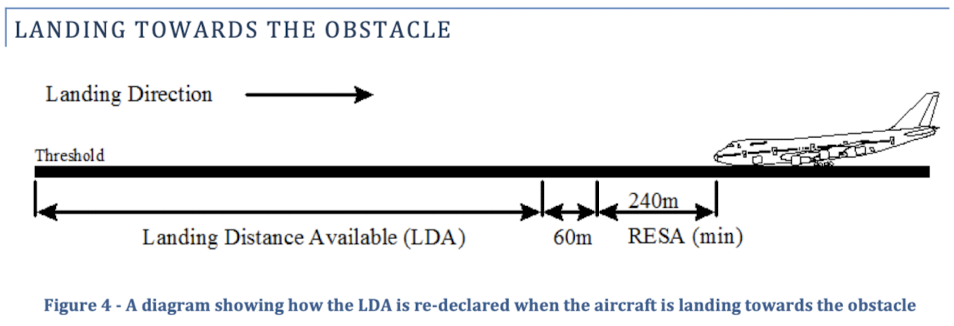 LANDING TOWARDS THE OBSTACLE
Landing Direction
Threshold
240m
Landing Distance Available (LDA)
60m
RESA (min)
Figure 4 - A diagram showing how the LDA is re-declared when the aircraft is landing towards the obstacle